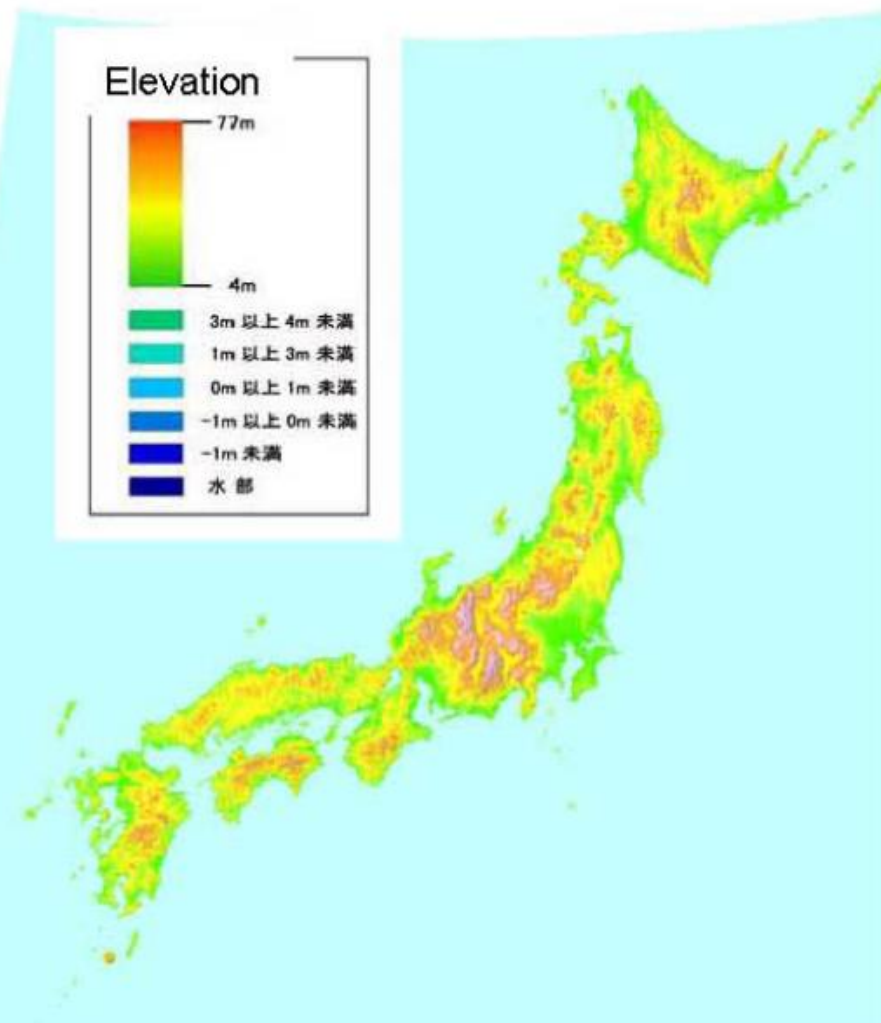 Elevation
77m
4m
3m 以上 4m 未満
1m 以上 3m 未満
0m 以上 1m 未満
-1m 以上 0m 未満
-1m 未満
水 部